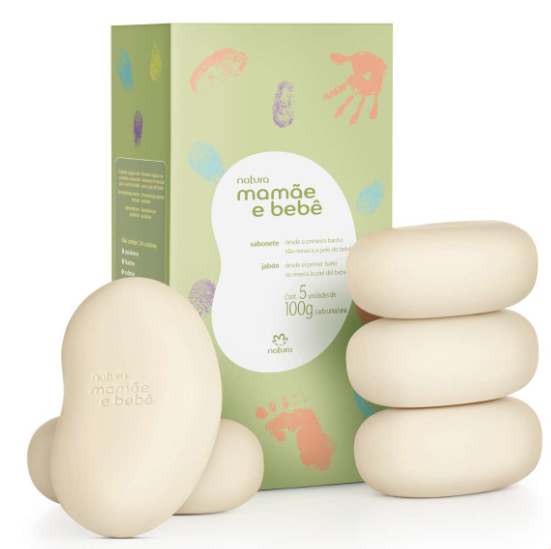 natura
mamãe
e bebê
sabonete desde o primeiro banho
não resseca a pele do bebê
jabón desde el primer baño
no reseca la piel del bebé
Cont. 5 unidades de
100g cada uma/una
natura
natura
mamãe
e bebê